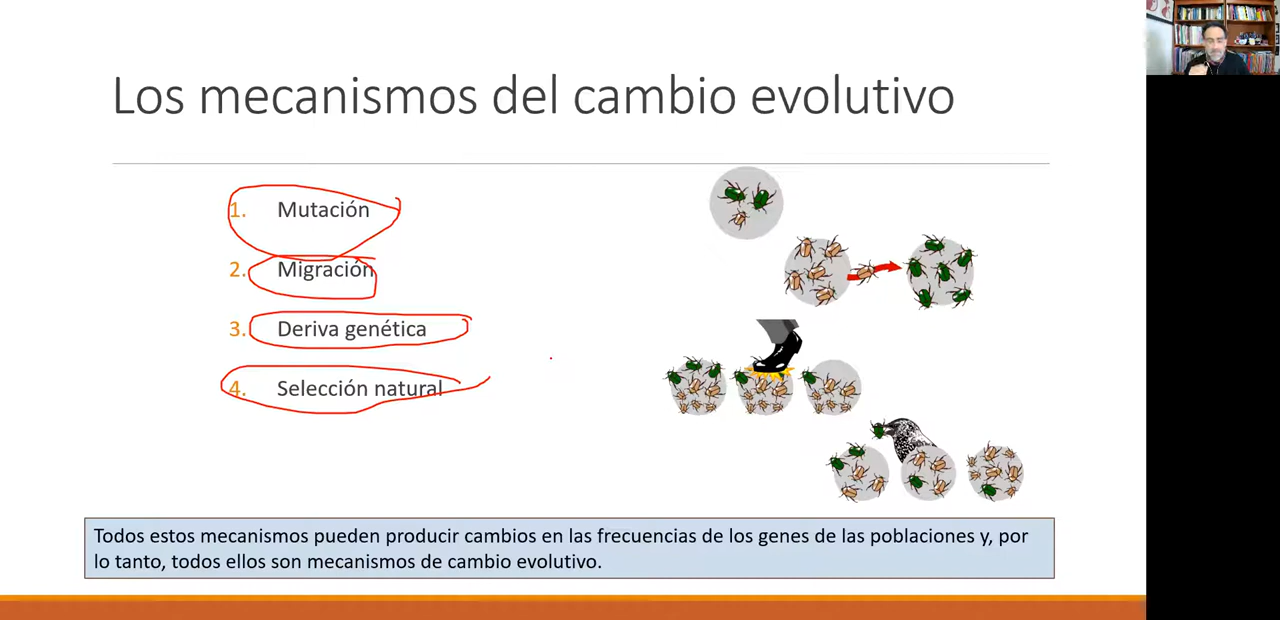 Los mecanismos del cambio evolutivo
1. Mutación
2. Migración
3. Deriva genética
4. Selección natural
Todos estos mecanismos pueden producir cambios en las frecuencias de los genes de las poblaciones y, por
lo tanto, todos ellos son mecanismos de cambio evolutivo.